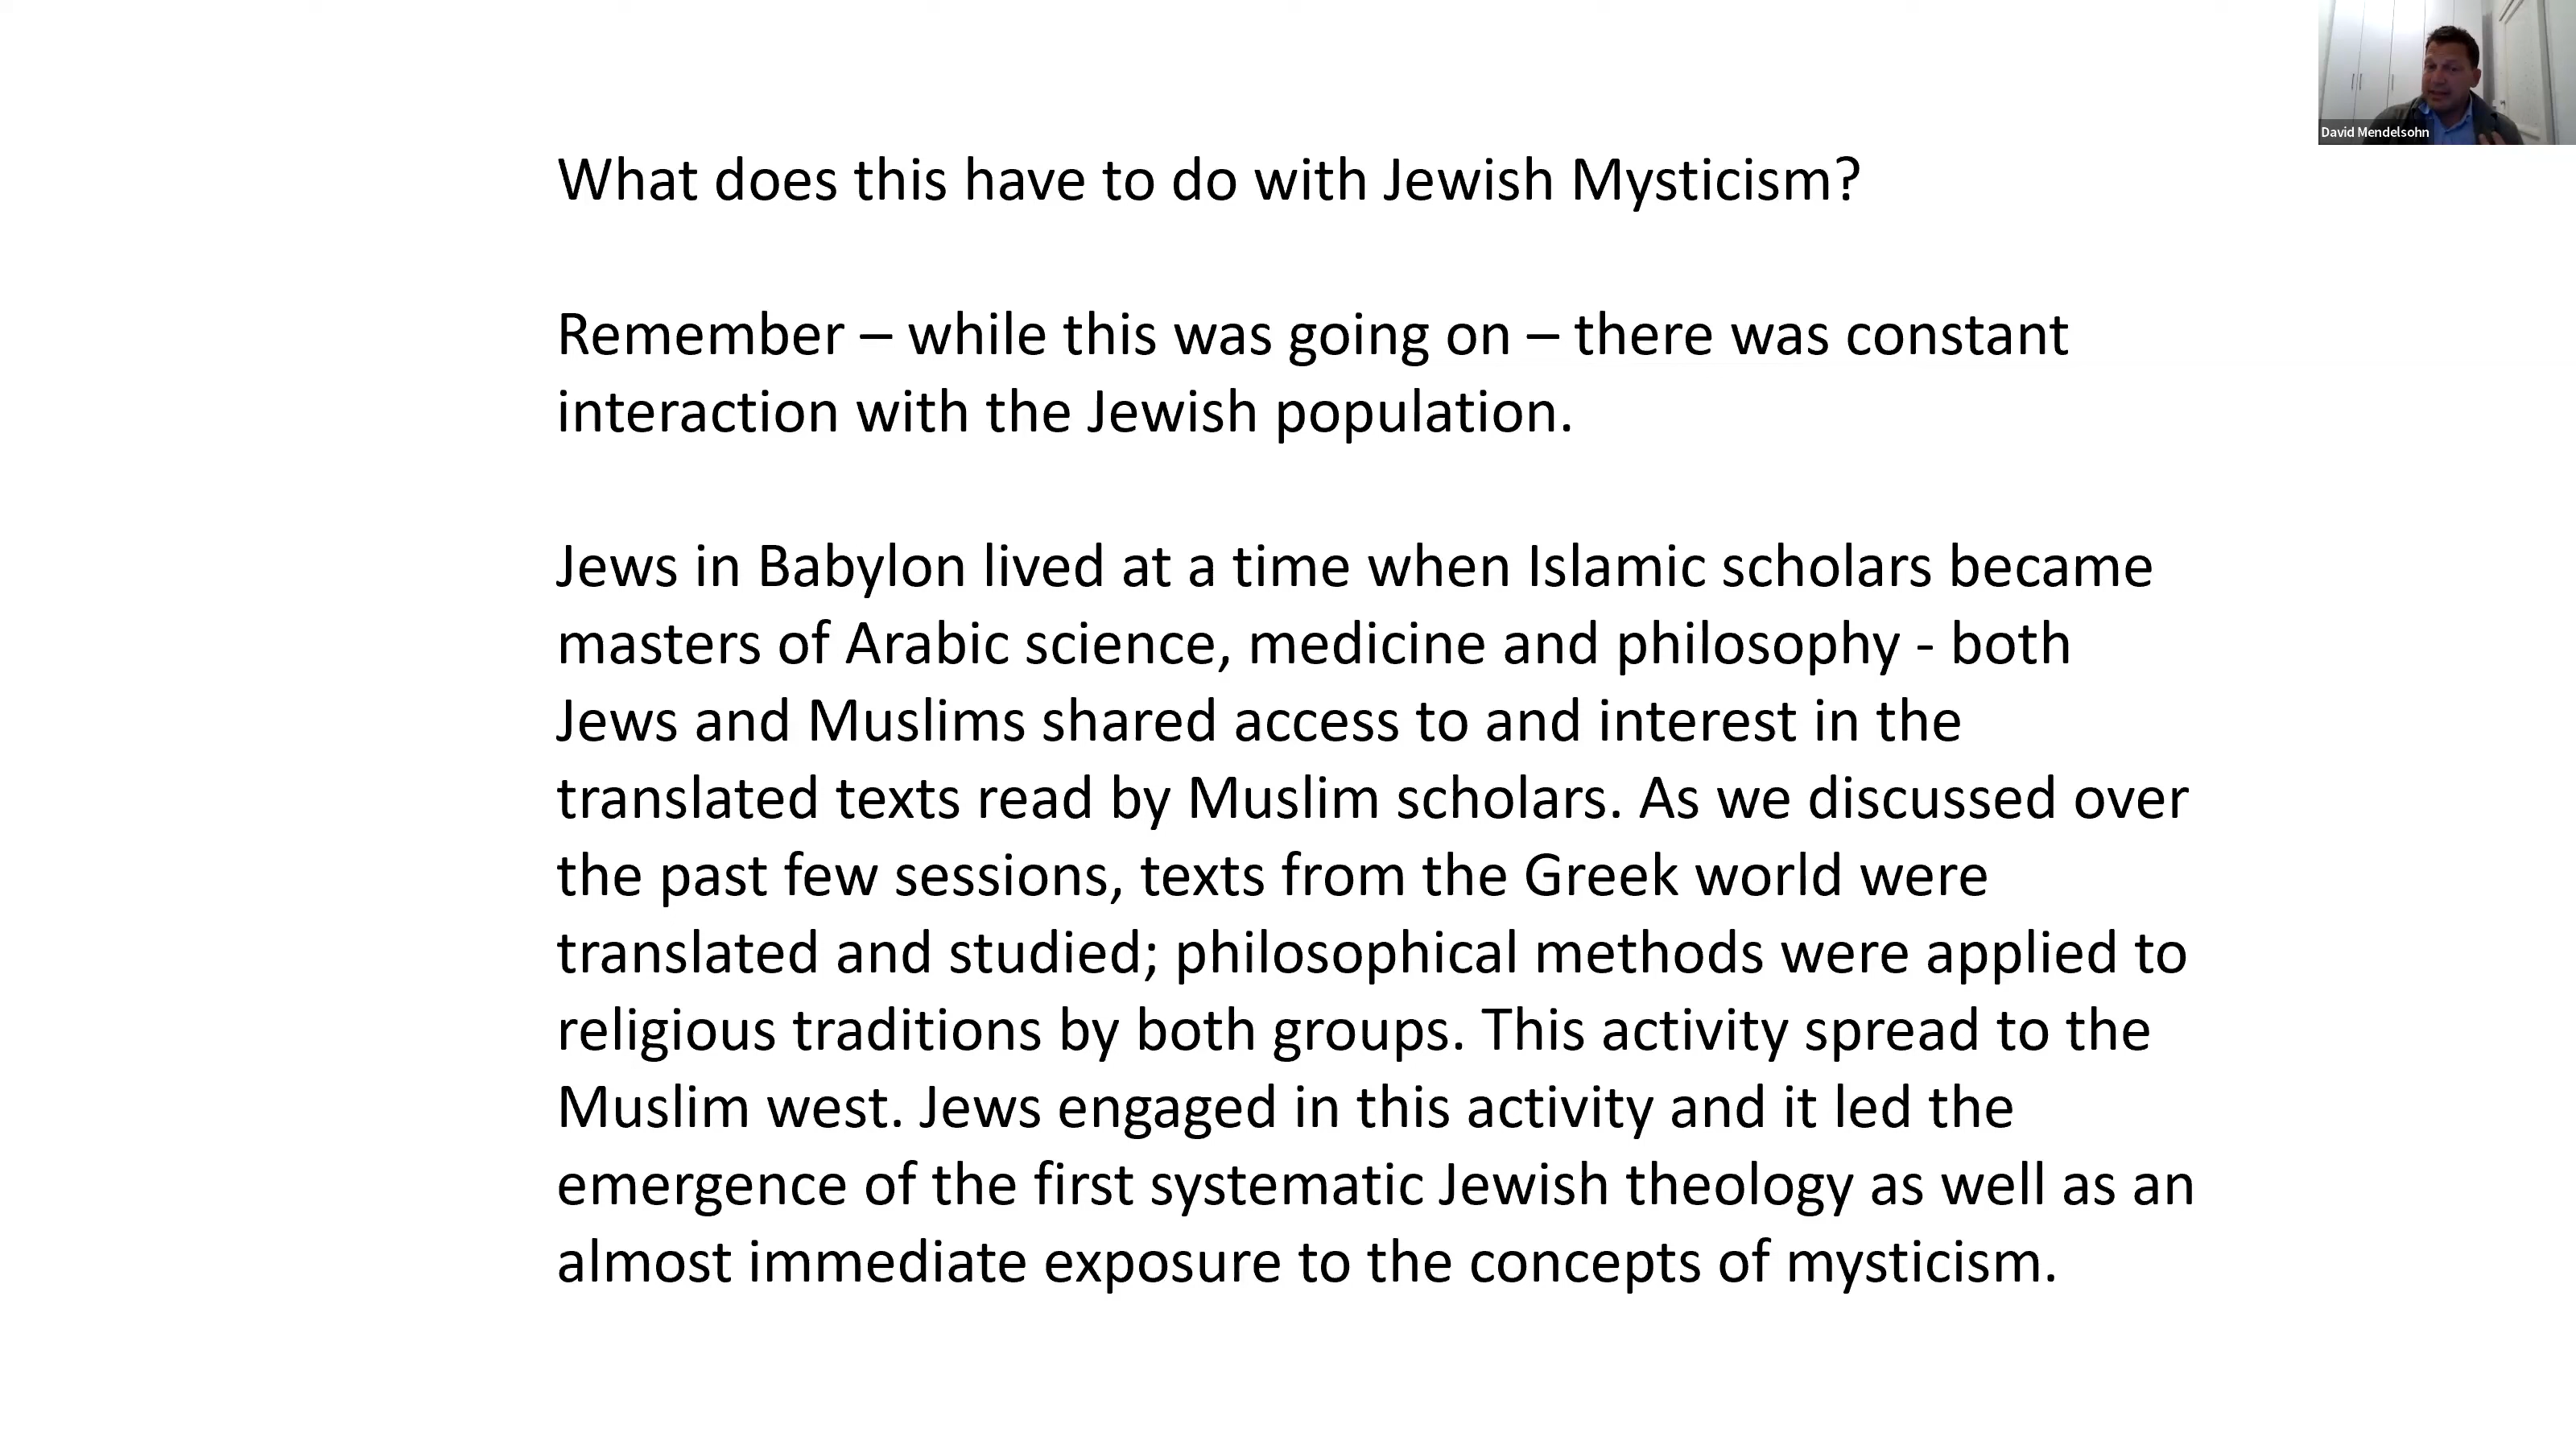 David Mendelsohn
What does this have to do with Jewish Mysticism?
Remember – while this was going on – there was constant
interaction with the Jewish population.
Jews in Babylon lived at a time when Islamic scholars became
masters of Arabic science, medicine and philosophy - both
Jews and Muslims shared access to and interest in the
translated texts read by Muslim scholars. As we discussed over
the past few sessions, texts from the Greek world were
translated and studied; philosophical methods were applied to
religious traditions by both groups. This activity spread to the
Muslim west. Jews engaged in this activity and it led the
emergence of the first systematic Jewish theology as well as an
almost immediate exposure to the concepts of mysticism.